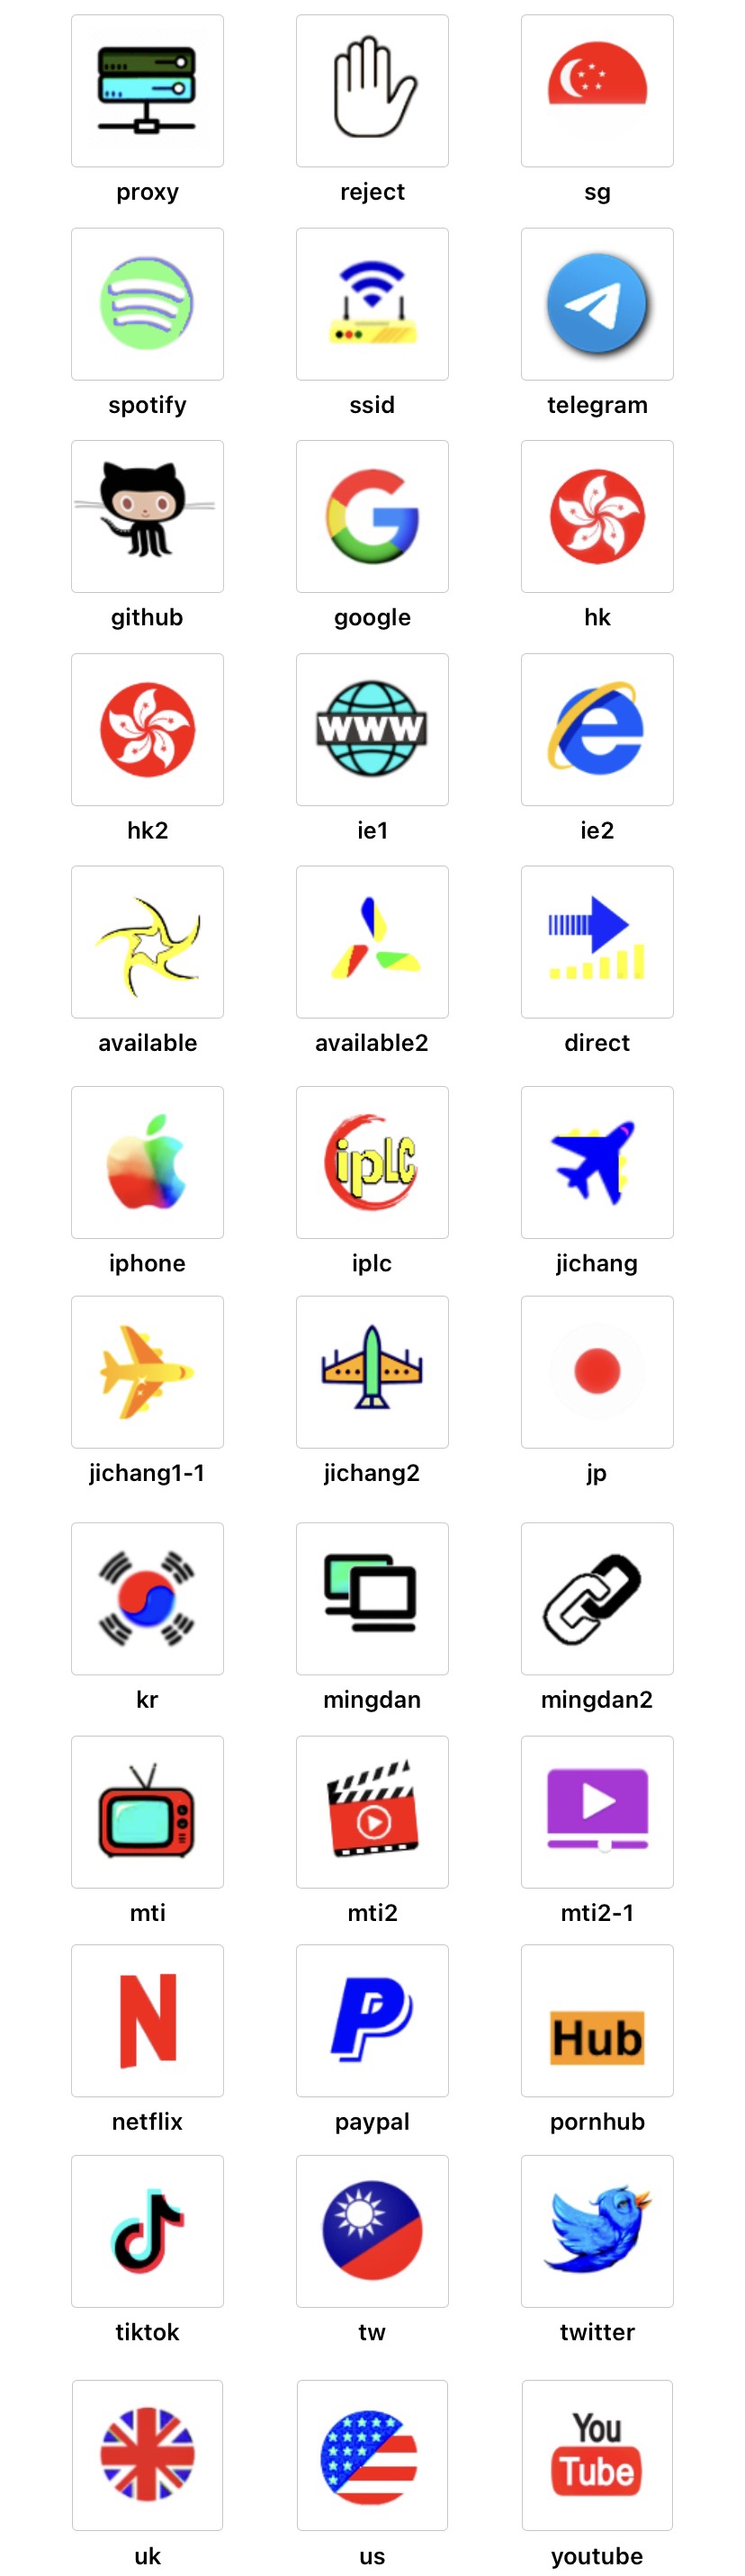 proxy
reject
sg
spotify
ssid
telegram
github
google
hk
WWW
hk2
ie1
ie2
available
available2
direct
ipLC
iphone
iplc
jichang
jichang1-1
jichang2
jp
kr
mingdan
mingdan2
mti
mti2
mti2-1
N
P
Hub
netflix
paypal
pornhub
tiktok
tw
twitter
You
Tube
uk
us
youtube